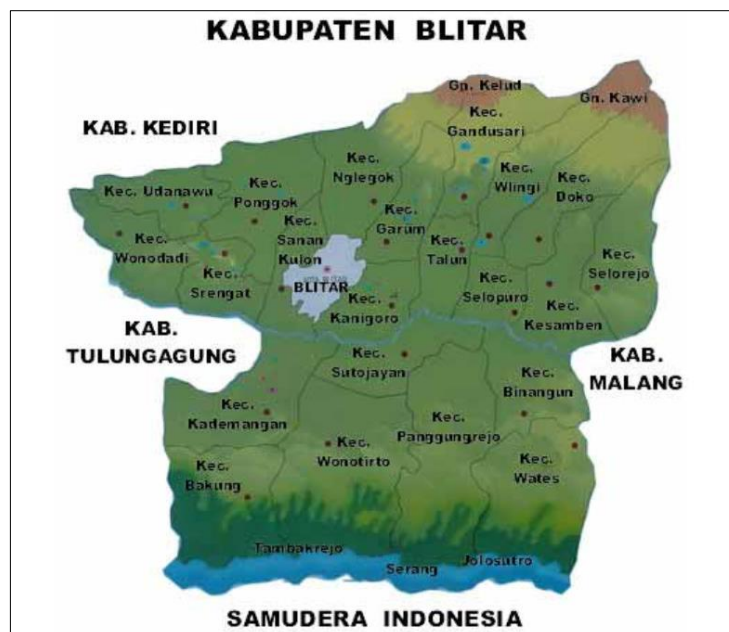 KABUPATEN BLITAR
Gp. Kelud
Gn. Kawi
Kec.
Gandusari
KAB. KEDIRI
Kec.
Nglegok
Kec.
Wlingi
Kec.
Doko
Kec. Udanawu
Kec.
Ponggok
Kec.
Garum
Kec.
Sanan
Kulon
Kec.
Wonodadi
Kec.
Talun
Kec.
Selorejo
Kec.
Srengat
BLITAR
Kec.
Selopuro
Kec.
Kanigoro
Kec.
Kesamben
KAB.
TULUNGAGUNG
KAB.
MALANG
Kec.
Sutojayan
Kec.
Binangun
Kec.
Kademangan
Kec.
Panggungrejo
Kec.
Wonotirto
Kec.
Wates
Kec.
Bakung
Tambakrejo
Serang
Jolosutro
SAMUDERA INDONESIA